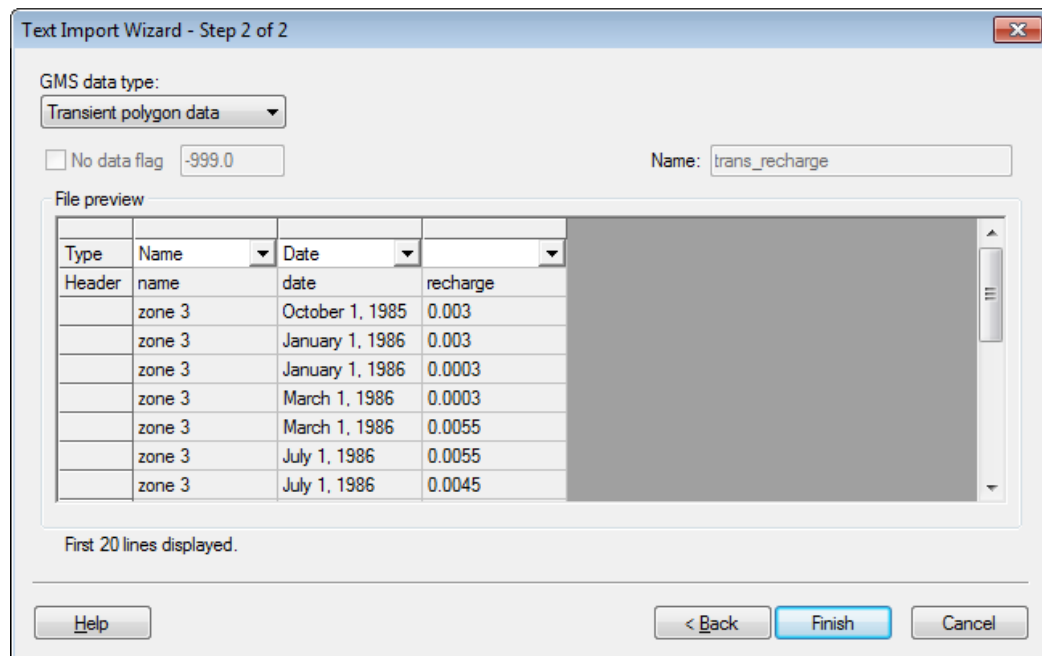 Text Import Wizard - Step 2 of 2
GMS data type:
Transient polygon data
No data flag -999.0 Name: trans_recharge
File preview
Type Name Date
Header name date recharge
zone 3 October 1, 1985 0.003
zone 3 January 1, 1986 0.003
zone 3 January 1, 1986 0.0003
zone 3 March 1, 1986 0.0003
zone 3 March 1, 1986 0.0055
zone 3 July 1, 1986 0.0055
zone 3 July 1, 1986 0.0045
First 20 lines displayed.
Help < Back Finish Cancel